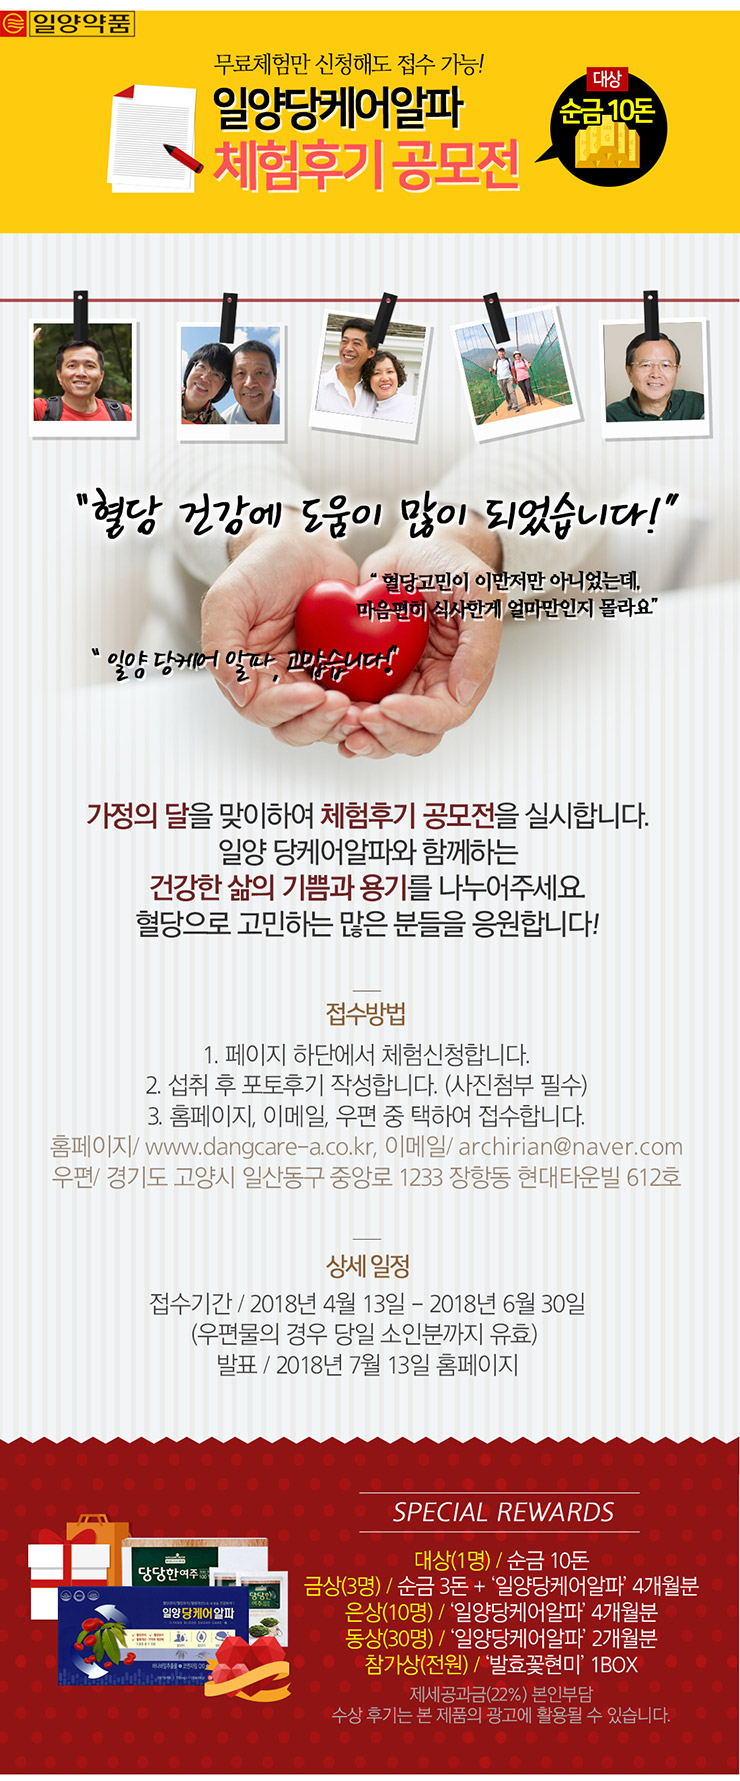 일양약품
무료체험만 신청해도 접수 가능!
일양당케어알파
체험후기 공모전
대상
순금 10돈
"혈당 건강에 도움이 많이 되었습니다!"
"혈당고민이 이만저만 아니었는데,
마음편히 식사한게 얼마만인지 몰라요"
"일양 당케어 알파, 고맙습니다!"
가정의 달을 맞이하여 체험후기 공모전을 실시합니다.
일양 당케어알파와 함께하는
건강한 삶의 기쁨과 용기를 나누어주세요
혈당으로 고민하는 많은 분들을 응원합니다!
접수방법
1. 페이지 하단에서 체험신청합니다.
2. 섭취 후 포토후기 작성합니다. (사진첨부 필수)
3. 홈페이지, 이메일, 우편 중 택하여 접수합니다.
홈페이지/ www.dangcare-a.co.kr, 이메일/ archirian@naver.com
우편/ 경기도 고양시 일산동구 중앙로 1233 장항동 현대타운빌 612호
상세 일정
접수기간 / 2018년 4월 13일 - 2018년 6월 30일
(우편물의 경우 당일 소인분까지 유효)
발표 / 2018년 7월 13일 홈페이지
SPECIAL REWARDS
대상(1명) / 순금 10돈
금상(3명) / 순금 3돈 + '일양당케어알파' 4개월분
은상(10명) / '일양당케어알파' 4개월분
동상(30명) / '일양당케어알파' 2개월분
참가상(전원) / '발효꽃현미' 1BOX
제세공과금(22%) 본인부담
수상 후기는 본 제품의 광고에 활용될 수 있습니다.
당당한여주
당당한
일양 당케어알파